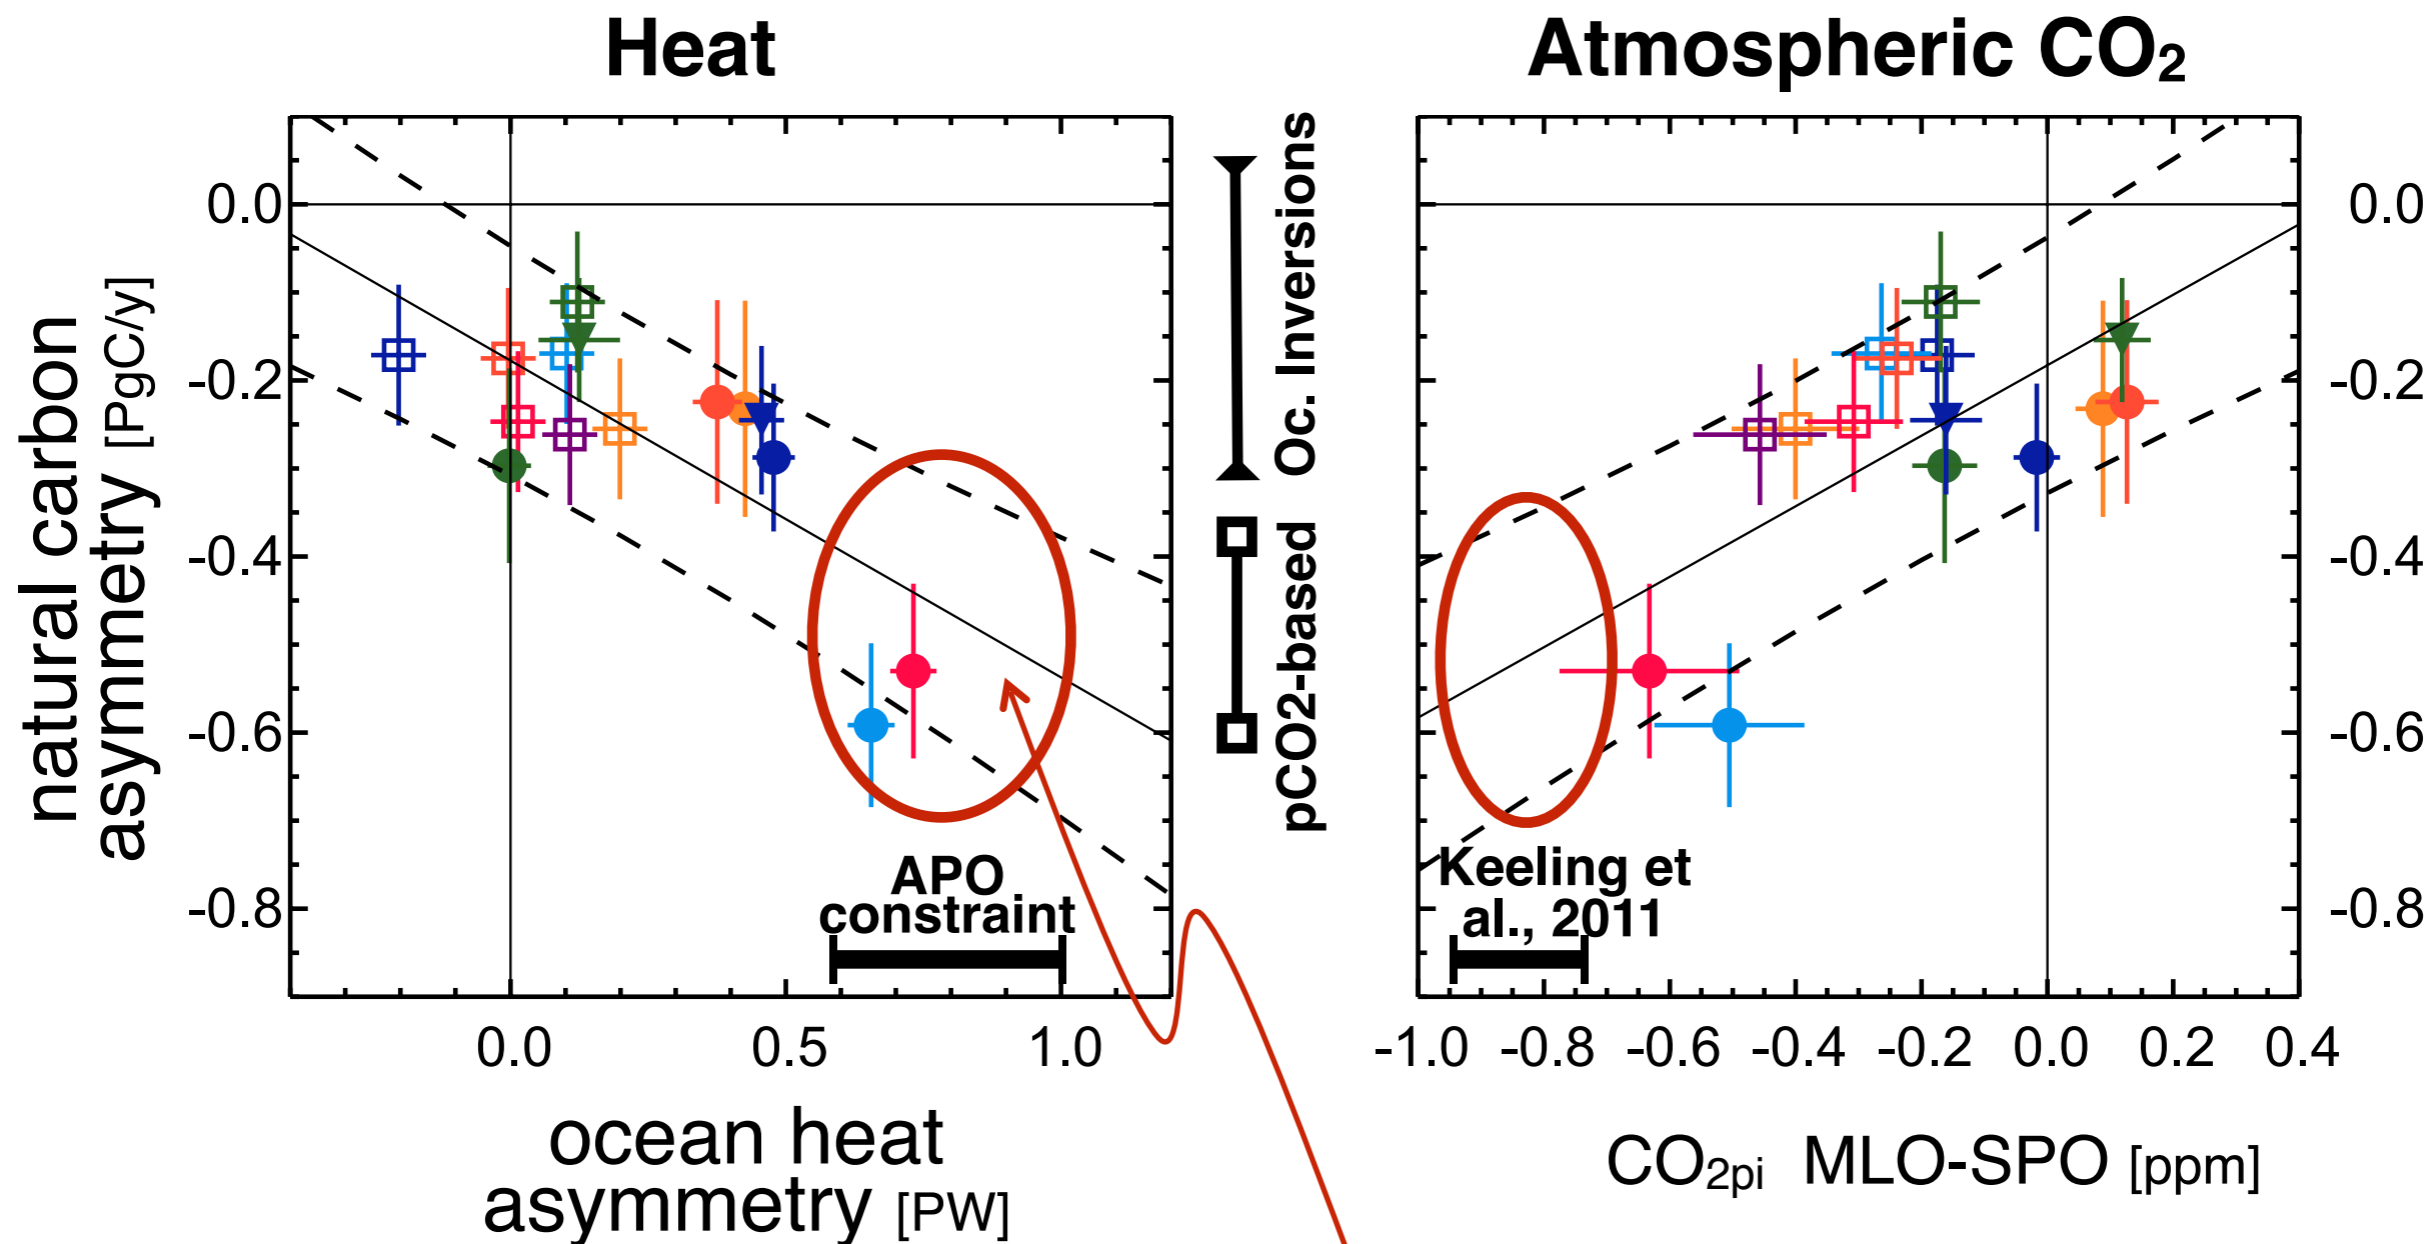 Heat
Atmospheric CO₂
natural carbon
asymmetry [PgC/y]
0.0
-0.2
-0.4
-0.6
-0.8
APO
constraint
0.0 0.5 1.0
ocean heat
asymmetry [PW]
Oc. Inversions
pCO2-based
Keeling et
al., 2011
0.0
-0.2
-0.4
-0.6
-0.8
-1.0 -0.8 -0.6 -0.4 -0.2 0.0 0.2 0.4
CO₂pi MLO-SPO [ppm]